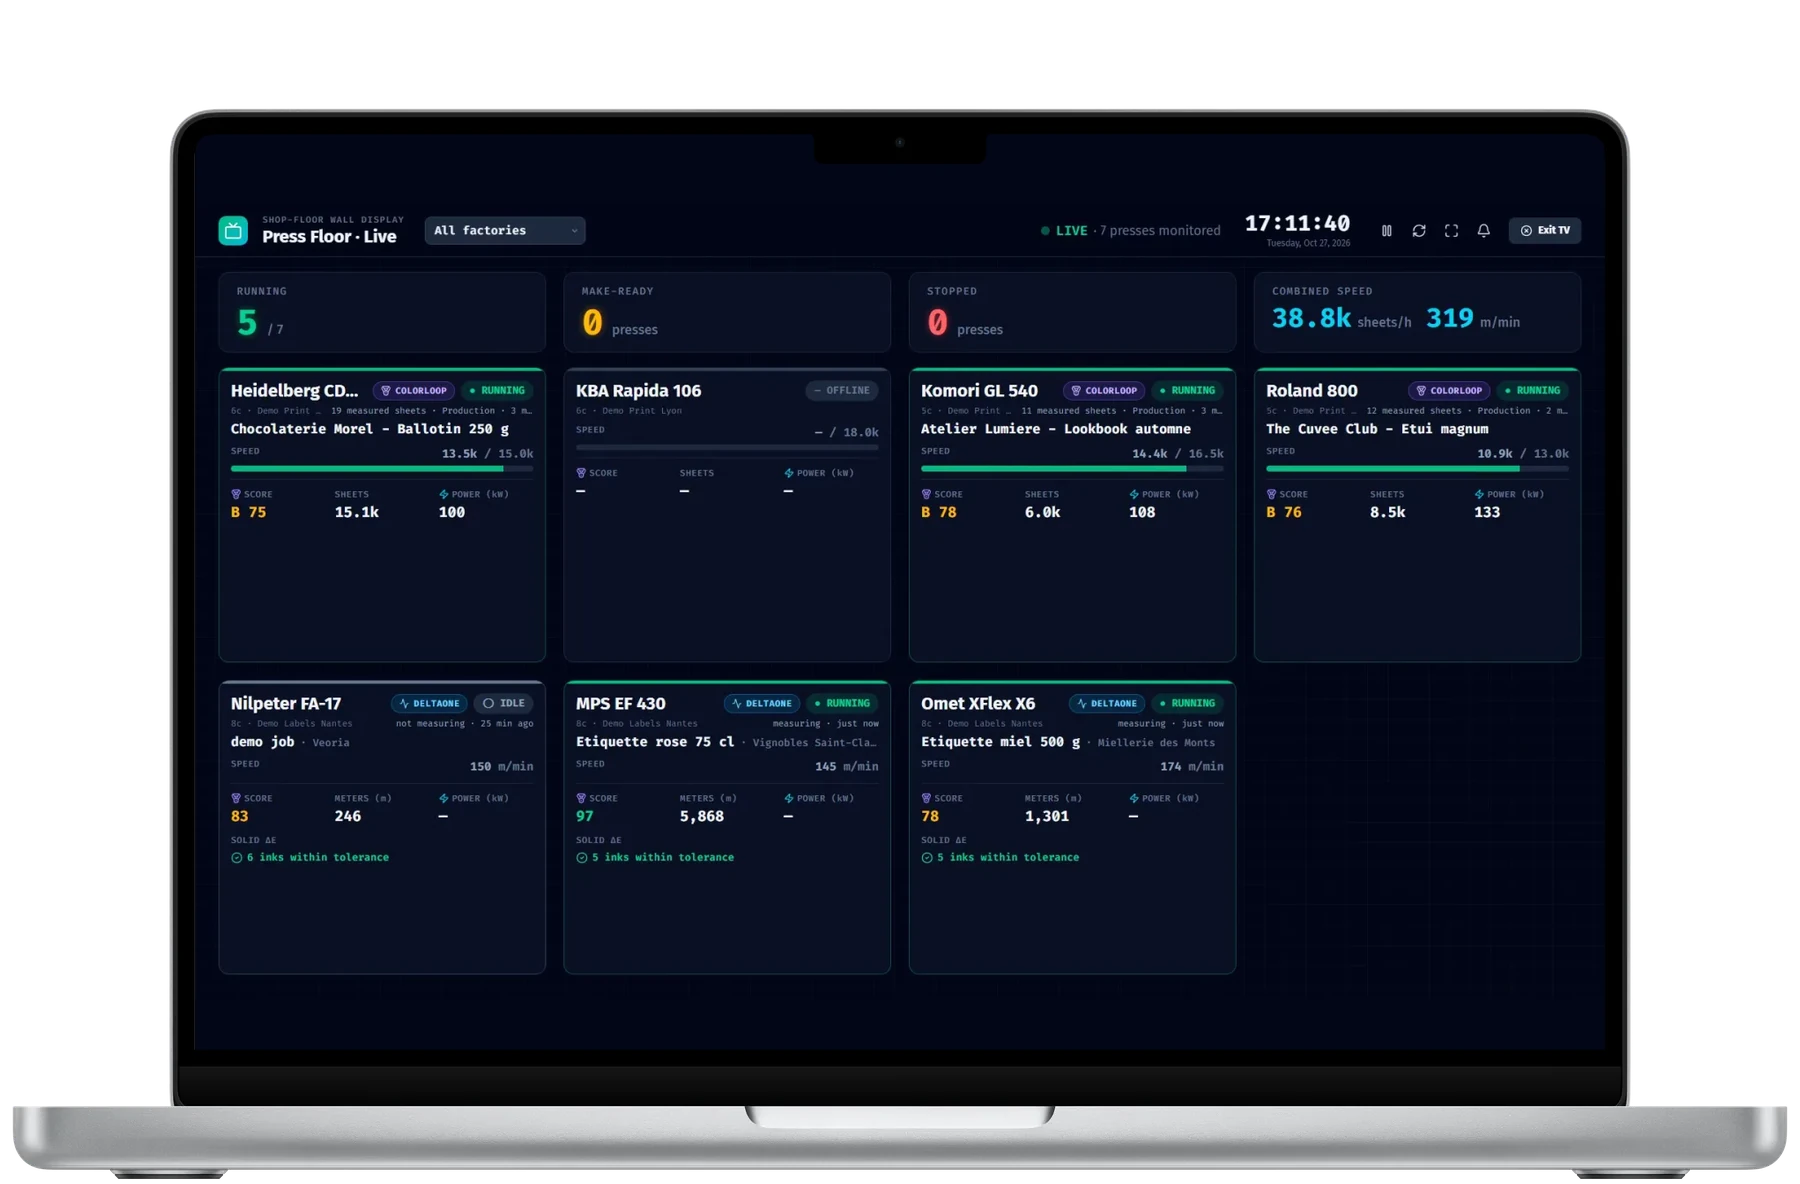 SHOP-FLOOR WALL DISPLAY
Press Floor · Live
All factories
LIVE · 7 presses monitored
17:11:40
Tuesday, Oct 27, 2026
Exit TV
RUNNING
5 / 7
MAKE-READY
0 presses
STOPPED
0 presses
COMBINED SPEED
38.8k sheets/h 319 m/min
Heidelberg CD… COLORLOOP RUNNING
6c · Demo Print … 19 measured sheets · Production · 3 m…
Chocolaterie Morel - Ballotin 250 g
SPEED 13.5k / 15.0k
SCORE SHEETS POWER (kW)
B 75 15.1k 100
KBA Rapida 106 — OFFLINE
6c · Demo Print Lyon
SPEED — / 18.0k
SCORE SHEETS POWER (kW)
— — —
Komori GL 540 COLORLOOP RUNNING
5c · Demo Print … 11 measured sheets · Production · 3 m…
Atelier Lumiere - Lookbook automne
SPEED 14.4k / 16.5k
SCORE SHEETS POWER (kW)
B 78 6.0k 108
Roland 800 COLORLOOP RUNNING
5c · Demo Print … 12 measured sheets · Production · 2 m…
The Cuvee Club - Etui magnum
SPEED 10.9k / 13.0k
SCORE SHEETS POWER (kW)
B 76 8.5k 133
Nilpeter FA-17 DELTAONE IDLE
8c · Demo Labels Nantes not measuring · 25 min ago
demo job · Veoria
SPEED 150 m/min
SCORE METERS (m) POWER (kW)
83 246 —
SOLID ΔE
6 inks within tolerance
MPS EF 430 DELTAONE RUNNING
8c · Demo Labels Nantes measuring · just now
Etiquette rose 75 cl · Vignobles Saint-Cla…
SPEED 145 m/min
SCORE METERS (m) POWER (kW)
97 5,868 —
SOLID ΔE
5 inks within tolerance
Omet XFlex X6 DELTAONE RUNNING
8c · Demo Labels Nantes measuring · just now
Etiquette miel 500 g · Miellerie des Monts
SPEED 174 m/min
SCORE METERS (m) POWER (kW)
78 1,301 —
SOLID ΔE
5 inks within tolerance